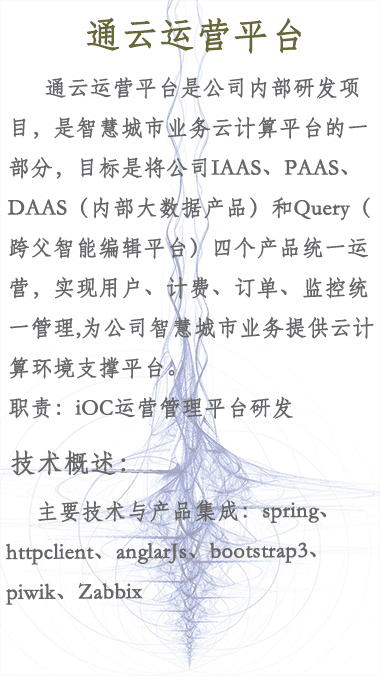 通云运营平台
通云运营平台是公司内部研发项
目，是智慧城市业务云计算平台的一
部分，目标是将公司IAAS、PAAS、
DAAS（内部大数据产品）和Query（
跨父智能编辑平台）四个产品统一运
营，实现用户、计费、订单、监控统
一管理,为公司智慧城市业务提供云计
算环境支撑平台。
职责：iOC运营管理平台研发
技术概述：
主要技术与产品集成：spring、
httpclient、anglarJs、bootstrap3、
piwik、Zabbix